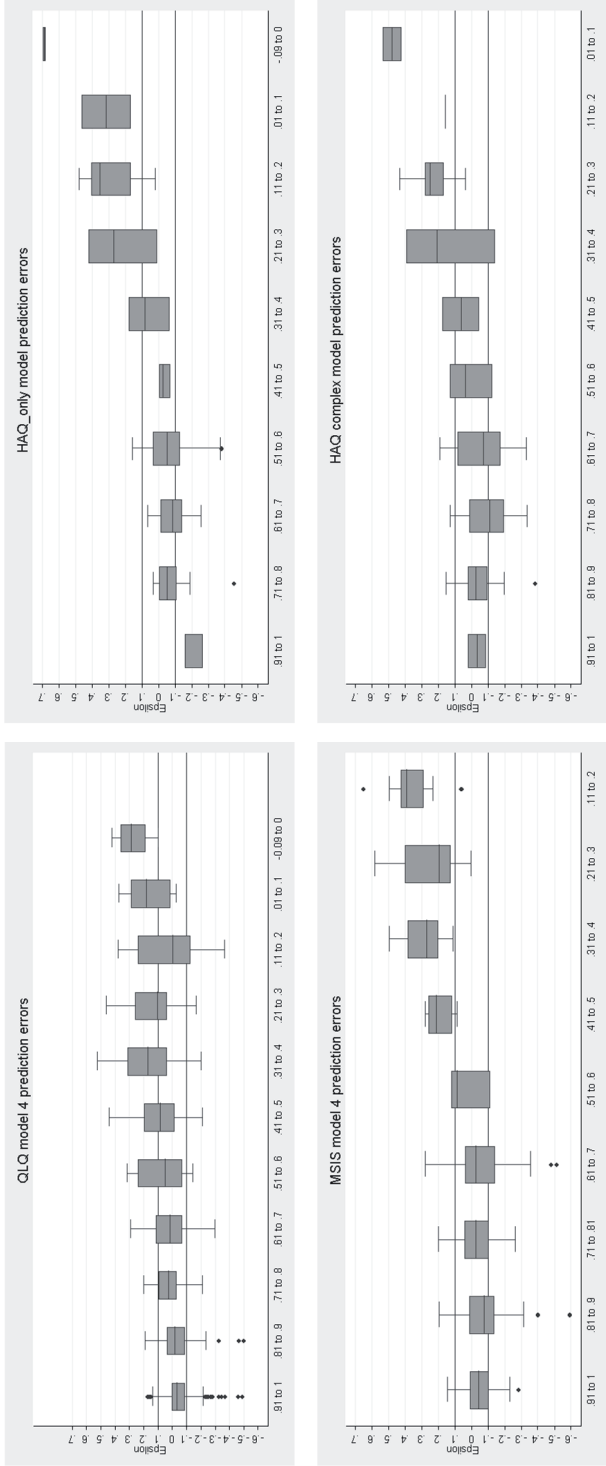 QLQ model 4 prediction errors
Epsilon
.7 .6 .5 .4 .3 .2 .1 0 -.1 -.2 -.3 -.4 -.5 -.6
.91 to 1 .81 to .9 .71 to .8 .61 to .7 .51 to .6 .41 to .5 .31 to .4 .21 to .3 .11 to .2 .01 to .1 -0.09 to 0
HAQ_only model prediction errors
Epsilon
.7 .6 .5 .4 .3 .2 .1 0 -.1 -.2 -.3 -.4 -.5 -.6
.91 to 1 .71 to .8 .61 to .7 .51 to .6 .41 to .5 .31 to .4 .21 to .3 .11 to .2 .01 to .1 -.09 to 0
MSIS model 4 prediction errors
Epsilon
.7 .6 .5 .4 .3 .2 .1 0 -.1 -.2 -.3 -.4 -.5 -.6
.91 to 1 .81 to .9 .71 to .81 .61 to .7 .51 to .6 .41 to .5 .31 to .4 .21 to .3 .11 to .2
HAQ complex model prediction errors
Epsilon
.7 .6 .5 .4 .3 .2 .1 0 -.1 -.2 -.3 -.4 -.5 -.6
.91 to 1 .81 to .9 .71 to .8 .61 to .7 .51 to .6 .41 to .5 .31 to .4 .21 to .3 .11 to .2 .01 to .1